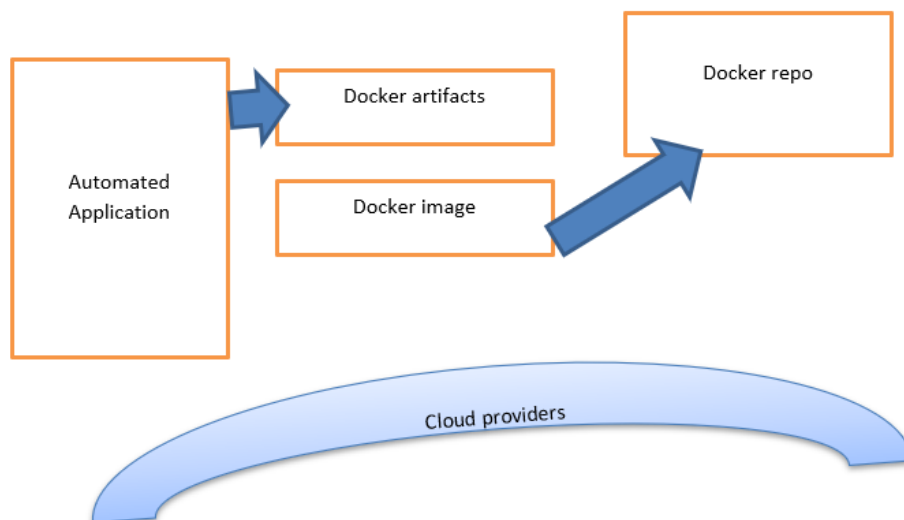 Docker repo
Docker artifacts
Automated
Application
Docker image
Cloud providers